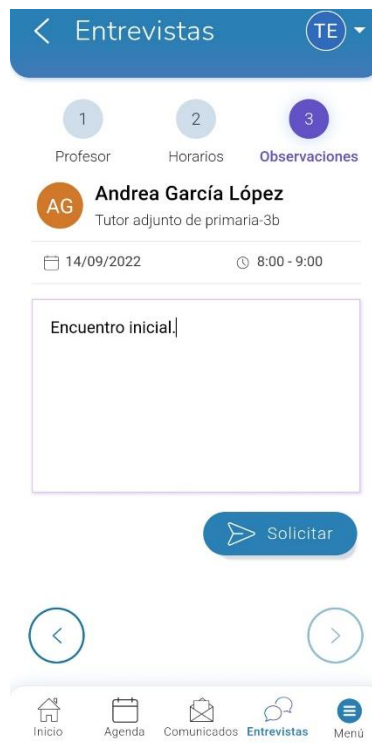 Entrevistas
TE
1
2
3
Profesor
Horarios
Observaciones
AG
Andrea García López
Tutor adjunto de primaria-3b
14/09/2022
8:00 - 9:00
Encuentro inicial.
Solicitar
Inicio
Agenda
Comunicados
Entrevistas
Menú